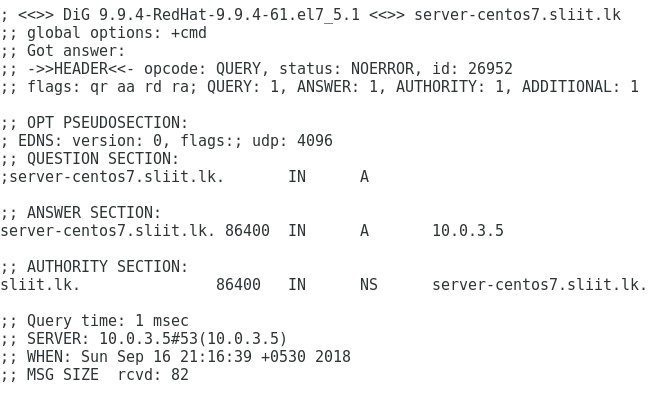 ; <<>> DiG 9.9.4-RedHat-9.9.4-61.el7_5.1 <<>> server-centos7.sliit.lk
;; global options: +cmd
;; Got answer:
;; ->>HEADER<<- opcode: QUERY, status: NOERROR, id: 26952
;; flags: qr aa rd ra; QUERY: 1, ANSWER: 1, AUTHORITY: 1, ADDITIONAL: 1

;; OPT PSEUDOSECTION:
; EDNS: version: 0, flags:; udp: 4096
;; QUESTION SECTION:
;server-centos7.sliit.lk.       IN      A

;; ANSWER SECTION:
server-centos7.sliit.lk. 86400  IN      A       10.0.3.5

;; AUTHORITY SECTION:
sliit.lk.               86400   IN      NS      server-centos7.sliit.lk.

;; Query time: 1 msec
;; SERVER: 10.0.3.5#53(10.0.3.5)
;; WHEN: Sun Sep 16 21:16:39 +0530 2018
;; MSG SIZE  rcvd: 82